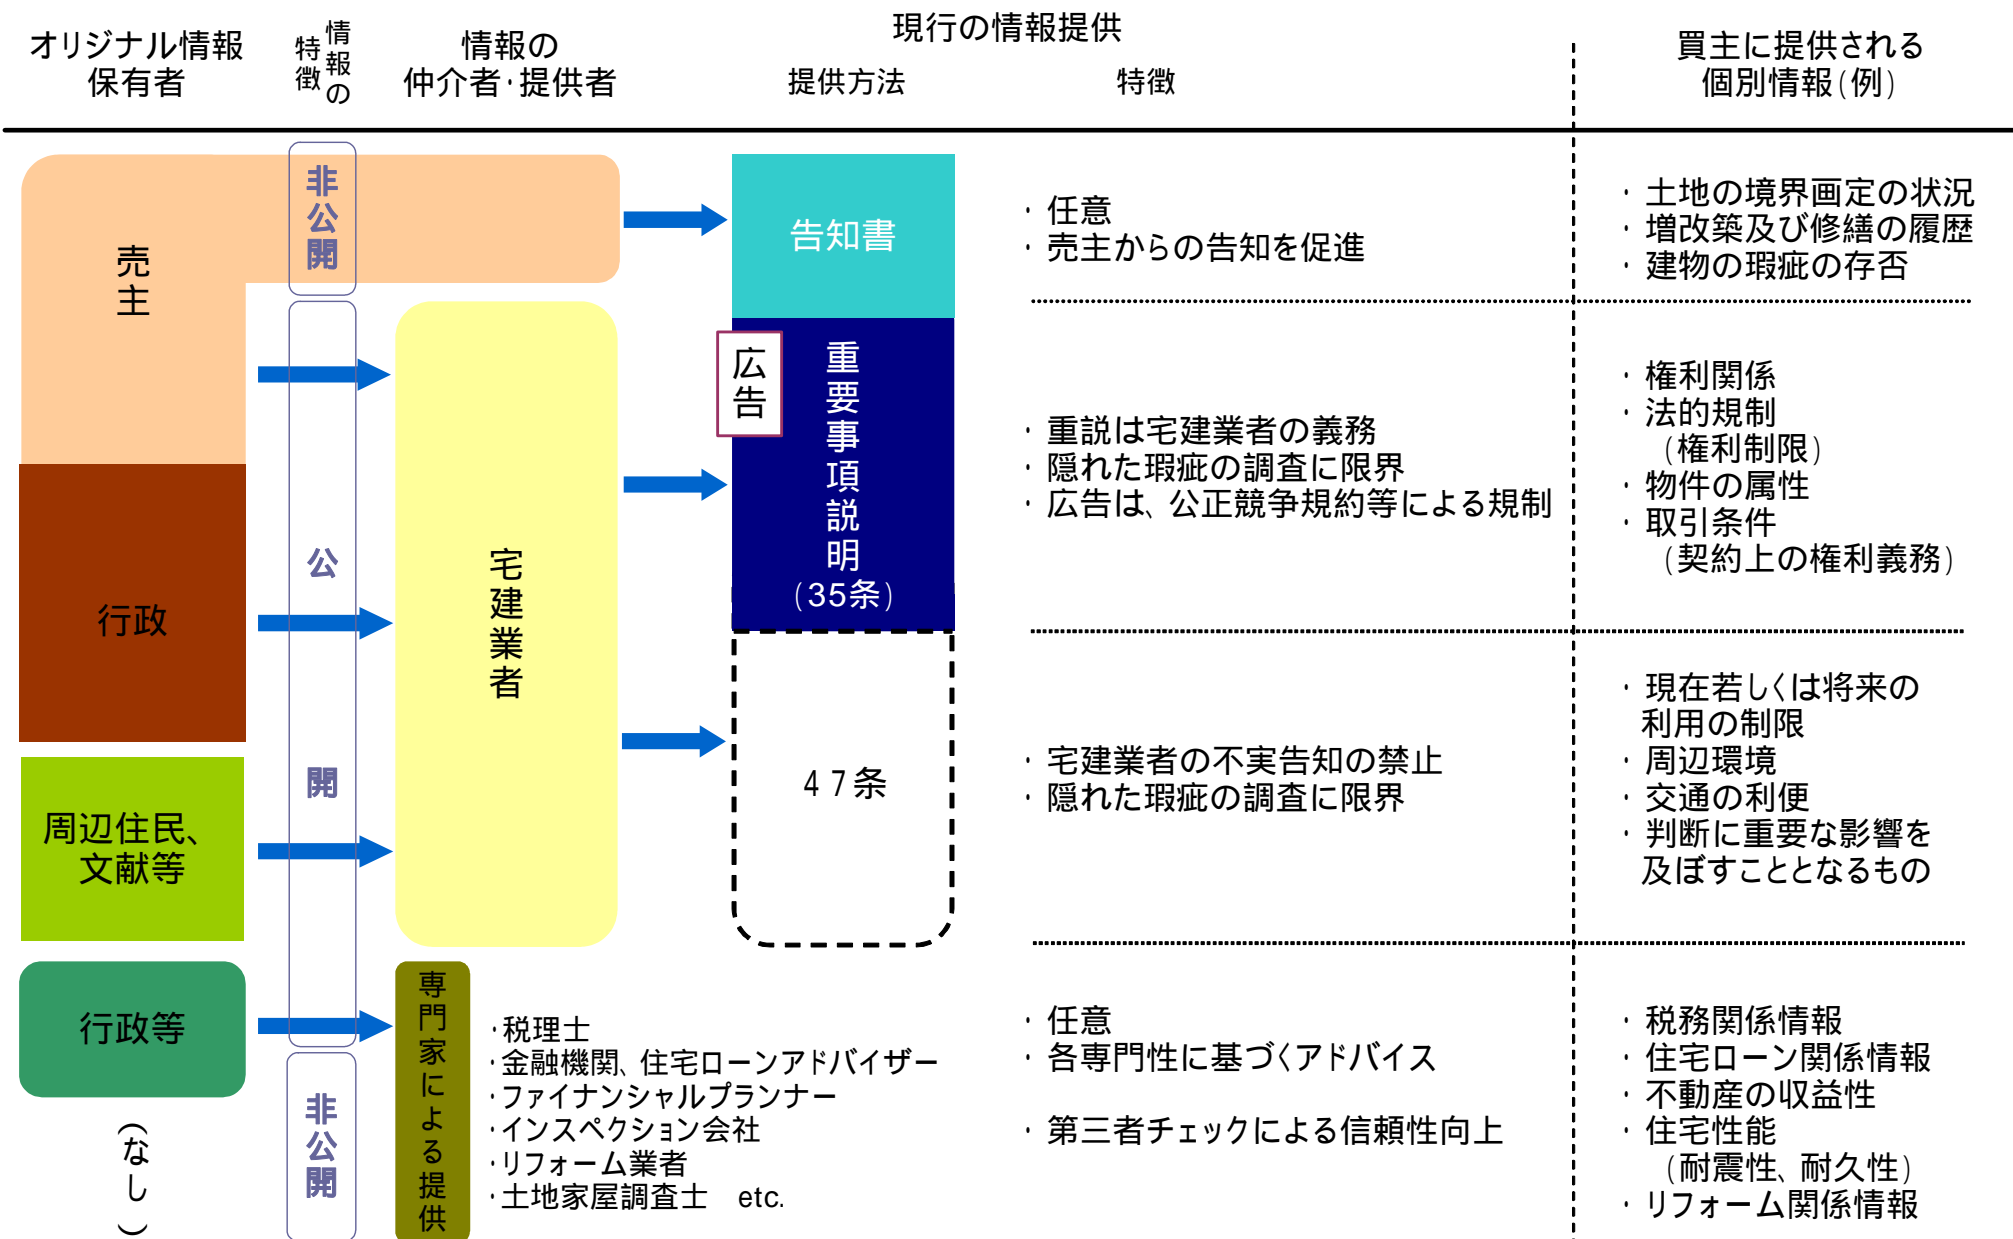 オリジナル情報
保有者
情報の
特徴
情報の
仲介者・提供者
現行の情報提供
提供方法
特徴
買主に提供される
個別情報(例)
売主
行政
周辺住民、
文献等
行政等
(なし)
非公開
公開
非公開
宅建業者
専門家による提供
告知書
広告
重要事項説明
(35条)
47条
・税理士
・金融機関、住宅ローンアドバイザー
・ファイナンシャルプランナー
・インスペクション会社
・リフォーム業者
・土地家屋調査士 etc.
・任意
・売主からの告知を促進
・重説は宅建業者の義務
・隠れた瑕疵の調査に限界
・広告は、公正競争規約等による規制
・宅建業者の不実告知の禁止
・隠れた瑕疵の調査に限界
・任意
・各専門性に基づくアドバイス
・第三者チェックによる信頼性向上
・土地の境界画定の状況
・増改築及び修繕の履歴
・建物の瑕疵の存否
・権利関係
・法的規制
(権利制限)
・物件の属性
・取引条件
(契約上の権利義務)
・現在若しくは将来の
利用の制限
・周辺環境
・交通の利便
・判断に重要な影響を
及ぼすこととなるもの
・税務関係情報
・住宅ローン関係情報
・不動産の収益性
・住宅性能
(耐震性、耐久性)
・リフォーム関係情報